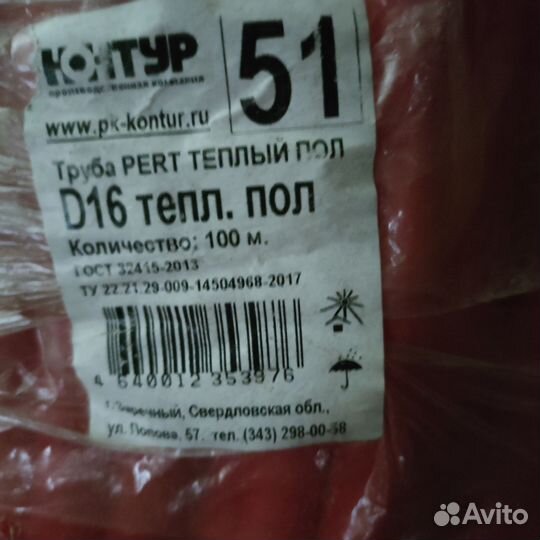 КОНТУР
производственная компания
51
www.pk-kontur.ru
Труба PERT ТЕПЛЫЙ ПОЛ
D16 тепл. пол
Количество: 100 м.
ГОСТ 32415-2013
ТУ 22.21.29-009-14504968-2017
4 640012 353976
г. Заречный, Свердловская обл.,
ул. Попова, 57. тел. (343) 298-00-58
Avito